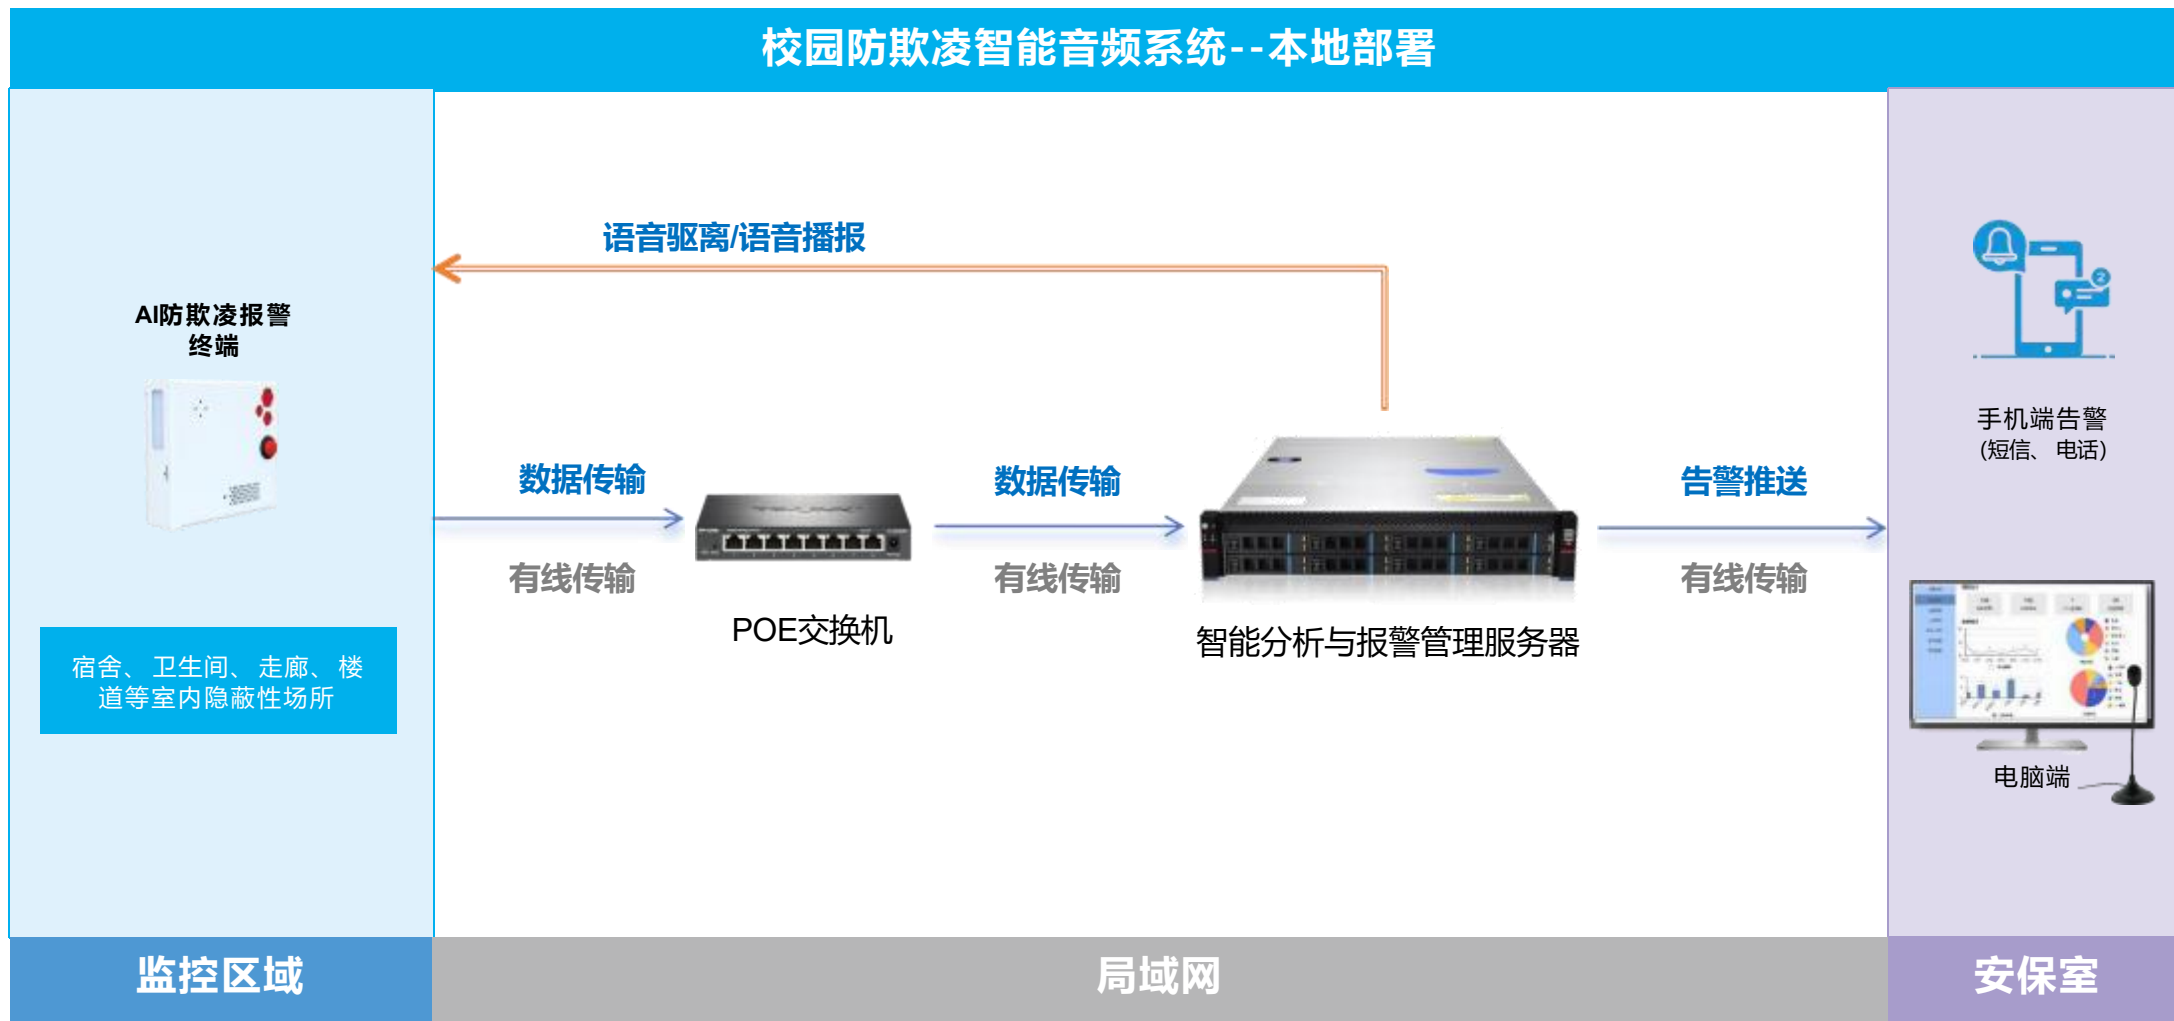 校园防欺凌智能音频系统--本地部署
语音驱离/语音播报
AI防欺凌报警
终端
手机端告警
(短信、电话)
数据传输
数据传输
告警推送
有线传输
有线传输
有线传输
POE交换机
智能分析与报警管理服务器
宿舍、卫生间、走廊、楼
道等室内隐蔽性场所
2
电脑端
监控区域
局域网
安保室